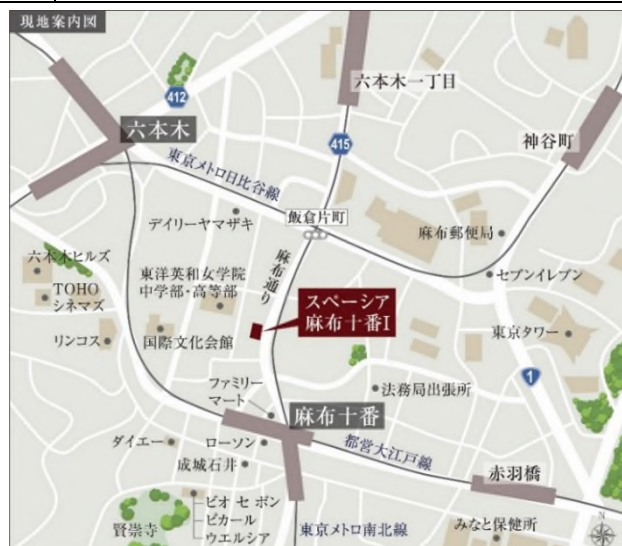 現地案内図
六本木一丁目
412
六本木
神谷町
415
東京メトロ日比谷線
デイリーヤマザキ
飯倉片町
麻布郵便局
麻布通り
六本木ヒルズ
東洋英和女学院
中学部・高等部
セブンイレブン
TOHO
シネマズ
スペーシア
麻布十番Ⅰ
リンコス
国際文化会館
東京タワー
1
ファミリー
マート
法務局出張所
麻布十番
ダイエー
ローソン
都営大江戸線
成城石井
赤羽橋
ビオ セ ボン
ピカール
ウエルシア
賢崇寺
東京メトロ南北線
みなと保健所
N